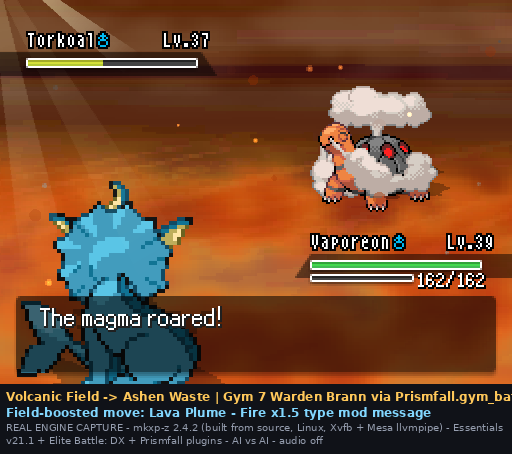 Torkoal Lv.37
Vaporeon Lv.39
162/162
The magma roared!
Volcanic Field -> Ashen Waste | Gym 7 Warden Brann via Prismfall.gym_ba
Field-boosted move: Lava Plume - Fire x1.5 type mod message
REAL ENGINE CAPTURE - mkxp-z 2.4.2 (built from source, Linux, Xvfb + Mesa llvmpipe) - Essentials
v21.1 + Elite Battle: DX + Prismfall plugins - AI vs AI - audio off